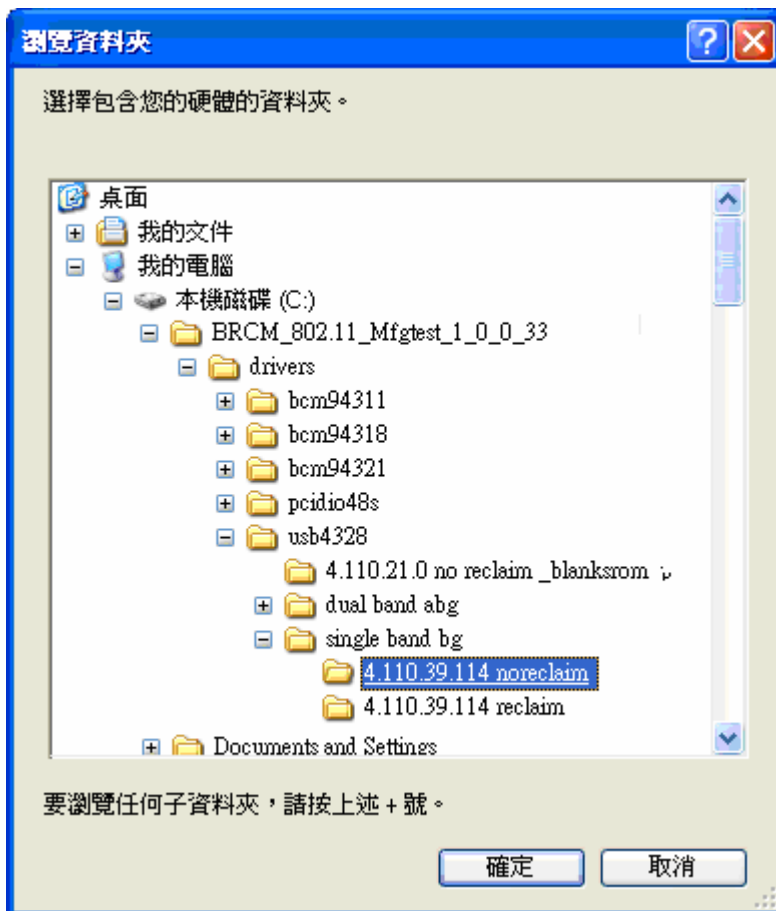 瀏覽資料夾
選擇包含您的硬體的資料夾。
桌面
我的文件
我的電腦
本機磁碟 (C:)
BRCM_802.11_Mfgtest_1_0_0_33
drivers
bcm94311
bcm94318
bcm94321
pcidio48s
usb4328
4.110.21.0 no reclaim _blanksrom
dual band abg
single band bg
4.110.39.114 noreclaim
4.110.39.114 reclaim
Documents and Settings
要瀏覽任何子資料夾，請按上述 + 號。
確定 取消